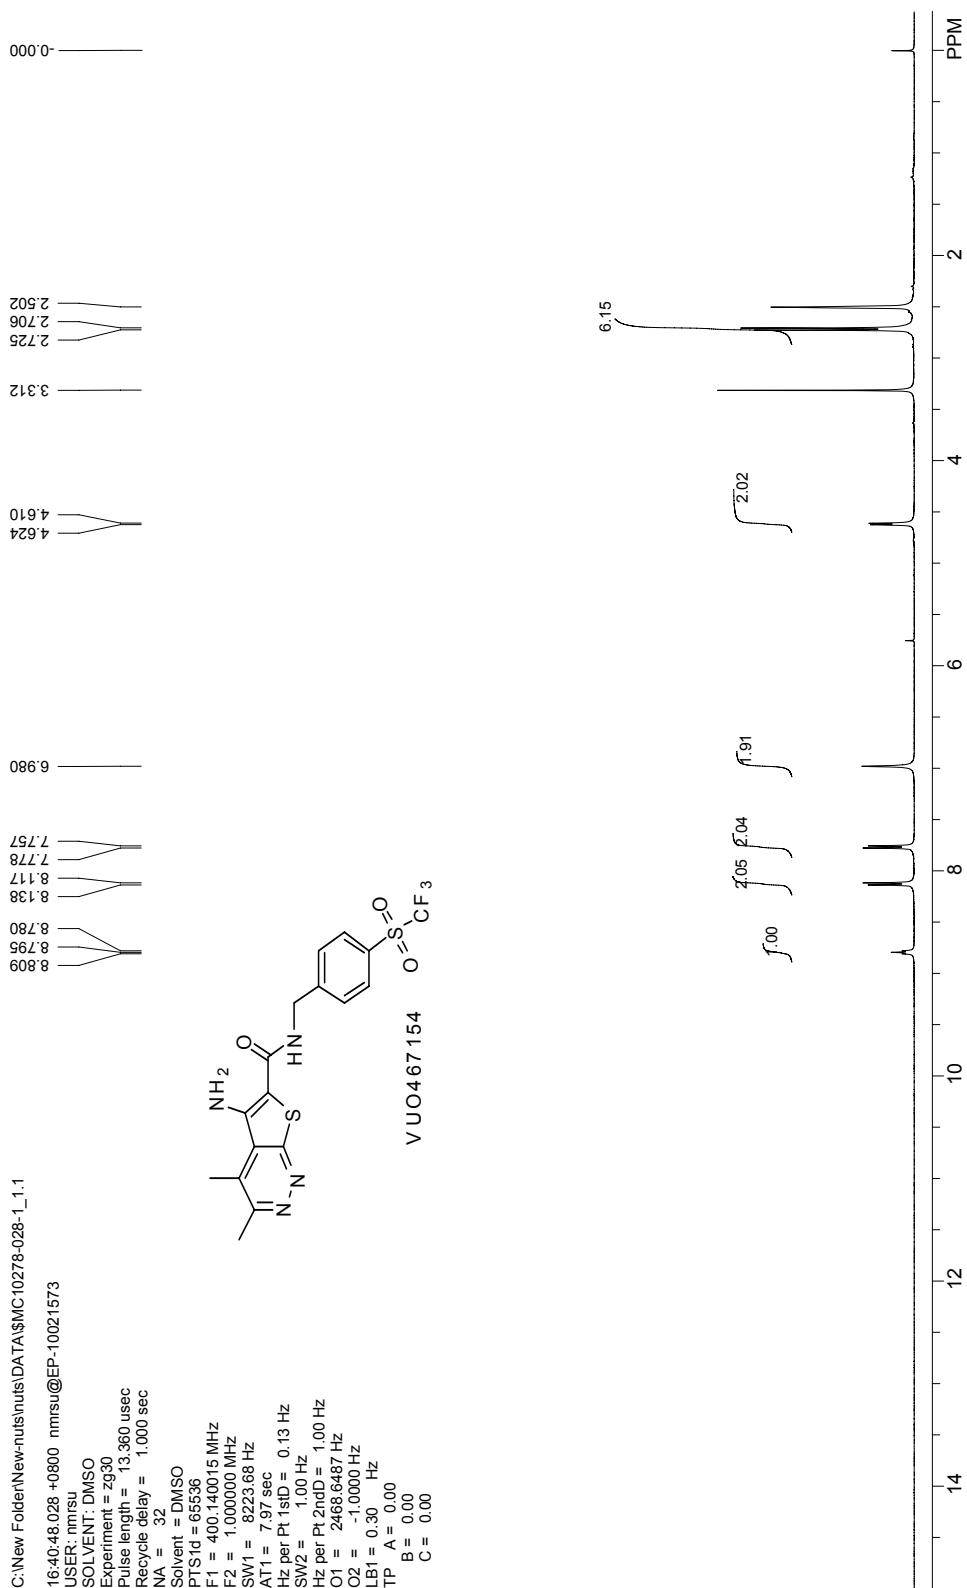 C:\New Folder\New-nuts\nuts\DATA\$MC10278-028-1_1.1
16:40:48.028 +0800 nmrsu@EP-10021573
USER: nmrsu
SOLVENT: DMSO
Experiment = zg30
Pulse length = 13.360 usec
Recycle delay = 1.000 sec
NA = 32
Solvent = DMSO
PTS1d = 65536
F1 = 400.140015 MHz
F2 = 1.000000 MHz
SW1 = 8223.68 Hz
AT1 = 7.97 sec
Hz per Pt 1stD = 0.13 Hz
SW2 = 1.00 Hz
Hz per Pt 2ndD = 1.00 Hz
O1 = 2468.6487 Hz
O2 = -1.0000 Hz
LB1 = 0.30 Hz
TP A = 0.00
B = 0.00
C = 0.00
8.809
8.795
8.780
8.138
8.117
7.778
7.757
6.980
4.624
4.610
3.312
2.725
2.706
2.502
-0.000
NH2
O
HN
S
N
N
O
S
O
CF3
VUO467154
1.00
2.05
2.04
1.91
2.02
6.15
14
12
10
8
6
4
2
PPM